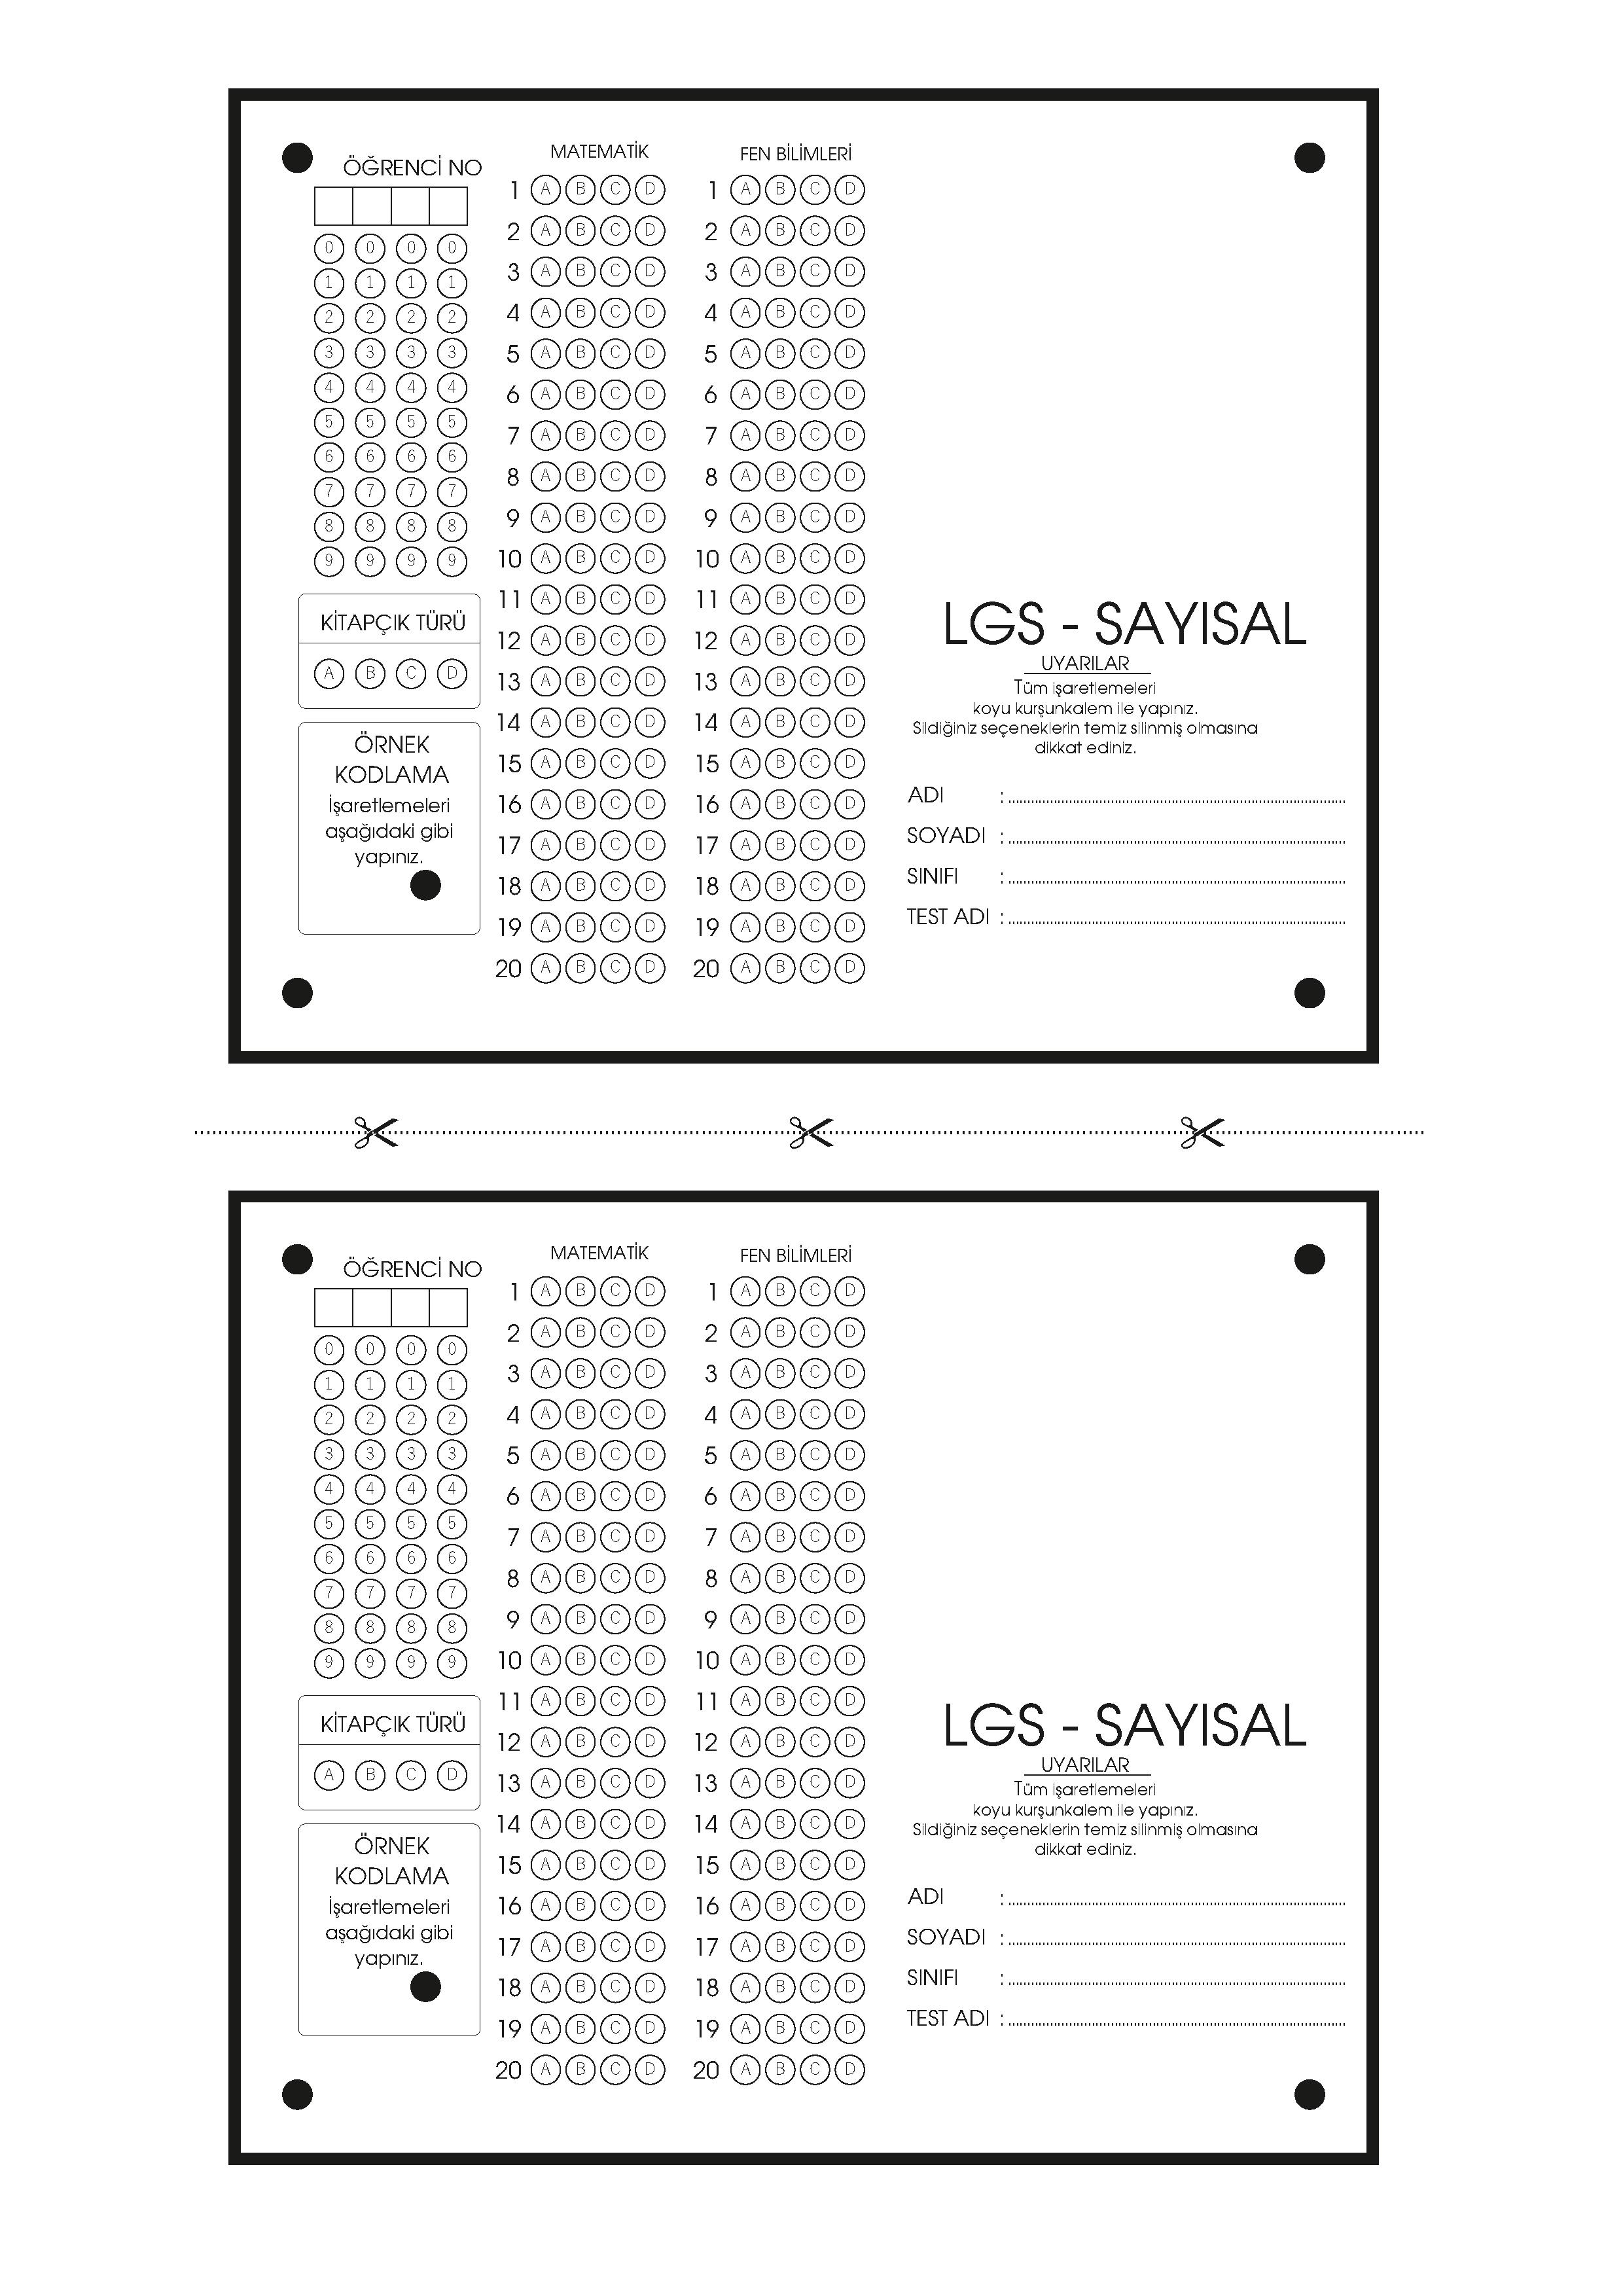 ÖĞRENCİ NO
0 0 0 0
1 1 1 1
2 2 2 2
3 3 3 3
4 4 4 4
5 5 5 5
6 6 6 6
7 7 7 7
8 8 8 8
9 9 9 9
KİTAPÇIK TÜRÜ
A B C D
ÖRNEK
KODLAMA
İşaretlemeleri
aşağıdaki gibi
yapınız.
MATEMATİK
1 A B C D
2 A B C D
3 A B C D
4 A B C D
5 A B C D
6 A B C D
7 A B C D
8 A B C D
9 A B C D
10 A B C D
11 A B C D
12 A B C D
13 A B C D
14 A B C D
15 A B C D
16 A B C D
17 A B C D
18 A B C D
19 A B C D
20 A B C D
FEN BİLİMLERİ
1 A B C D
2 A B C D
3 A B C D
4 A B C D
5 A B C D
6 A B C D
7 A B C D
8 A B C D
9 A B C D
10 A B C D
11 A B C D
12 A B C D
13 A B C D
14 A B C D
15 A B C D
16 A B C D
17 A B C D
18 A B C D
19 A B C D
20 A B C D
LGS - SAYISAL
UYARILAR
Tüm işaretlemeleri
koyu kurşunkalem ile yapınız.
Sildiğiniz seçeneklerin temiz silinmiş olmasına
dikkat ediniz.
ADI :
SOYADI :
SINIFI :
TEST ADI :
ÖĞRENCİ NO
0 0 0 0
1 1 1 1
2 2 2 2
3 3 3 3
4 4 4 4
5 5 5 5
6 6 6 6
7 7 7 7
8 8 8 8
9 9 9 9
KİTAPÇIK TÜRÜ
A B C D
ÖRNEK
KODLAMA
İşaretlemeleri
aşağıdaki gibi
yapınız.
MATEMATİK
1 A B C D
2 A B C D
3 A B C D
4 A B C D
5 A B C D
6 A B C D
7 A B C D
8 A B C D
9 A B C D
10 A B C D
11 A B C D
12 A B C D
13 A B C D
14 A B C D
15 A B C D
16 A B C D
17 A B C D
18 A B C D
19 A B C D
20 A B C D
FEN BİLİMLERİ
1 A B C D
2 A B C D
3 A B C D
4 A B C D
5 A B C D
6 A B C D
7 A B C D
8 A B C D
9 A B C D
10 A B C D
11 A B C D
12 A B C D
13 A B C D
14 A B C D
15 A B C D
16 A B C D
17 A B C D
18 A B C D
19 A B C D
20 A B C D
LGS - SAYISAL
UYARILAR
Tüm işaretlemeleri
koyu kurşunkalem ile yapınız.
Sildiğiniz seçeneklerin temiz silinmiş olmasına
dikkat ediniz.
ADI :
SOYADI :
SINIFI :
TEST ADI :